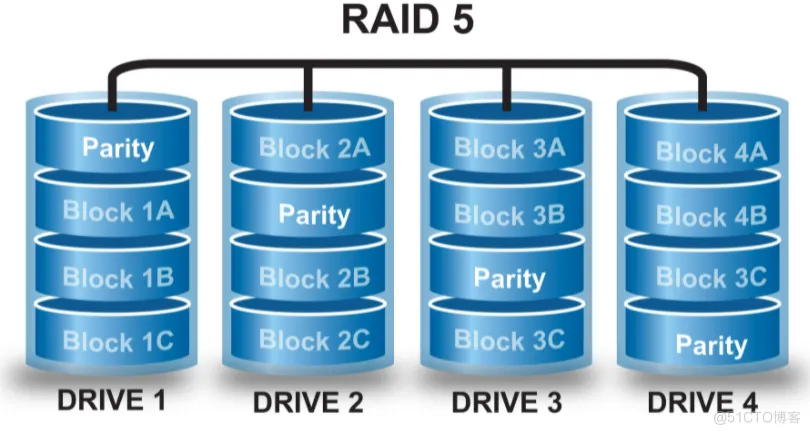 RAID 5
Parity Block 2A Block 3A Block 4A
Block 1A Parity Block 3B Block 4B
Block 1B Block 2B Parity Block 3C
Block 1C Block 2C Block 3C Parity
DRIVE 1 DRIVE 2 DRIVE 3 DRIVE 4
@51CTO博客